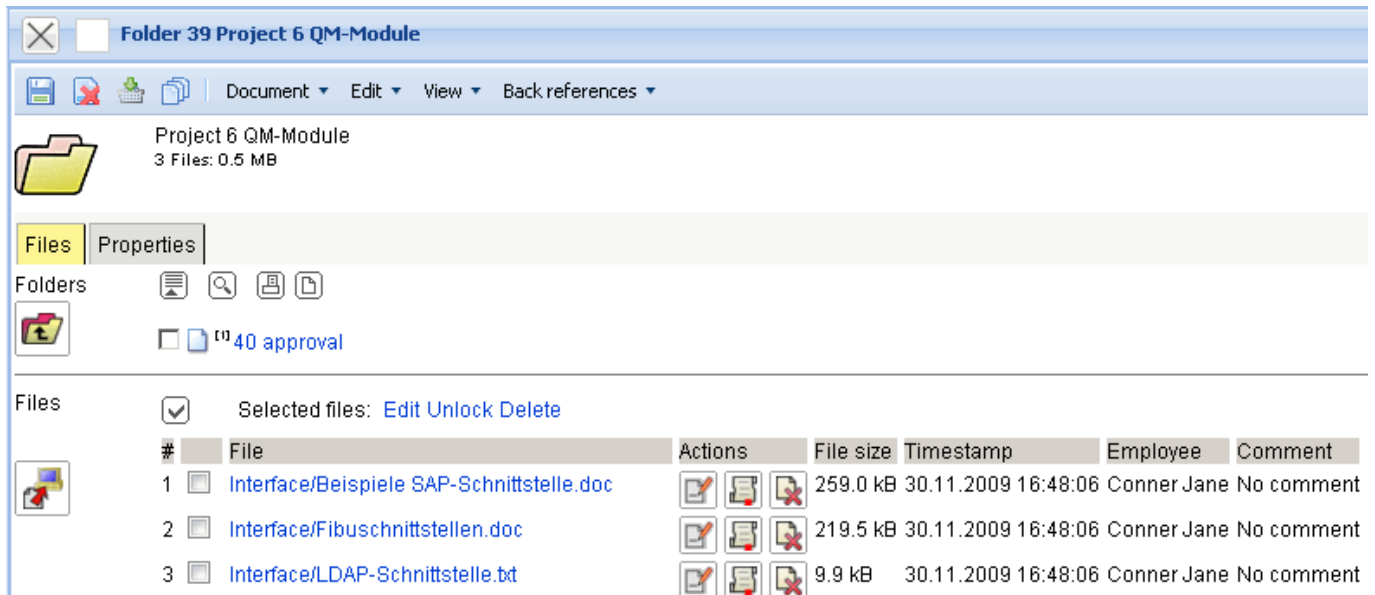 Folder 39 Project 6 QM-Module
Document Edit View Back references
Project 6 QM-Module
3 Files: 0.5 MB
Files Properties
Folders
[1] 40 approval
Files Selected files: Edit Unlock Delete
# File Actions File size Timestamp Employee Comment
1 Interface/Beispiele SAP-Schnittstelle.doc 259.0 kB 30.11.2009 16:48:06 Conner Jane No comment
2 Interface/Fibuschnittstellen.doc 219.5 kB 30.11.2009 16:48:06 Conner Jane No comment
3 Interface/LDAP-Schnittstelle.txt 9.9 kB 30.11.2009 16:48:06 Conner Jane No comment